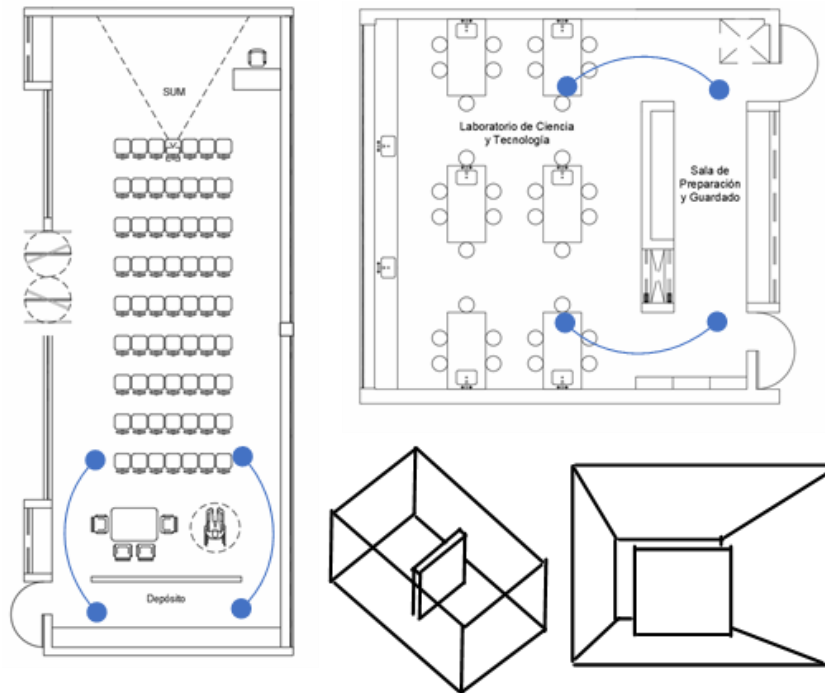 SUM
Depósito
Laboratorio de Ciencia
y Tecnología
Sala de
Preparación
y Guardado